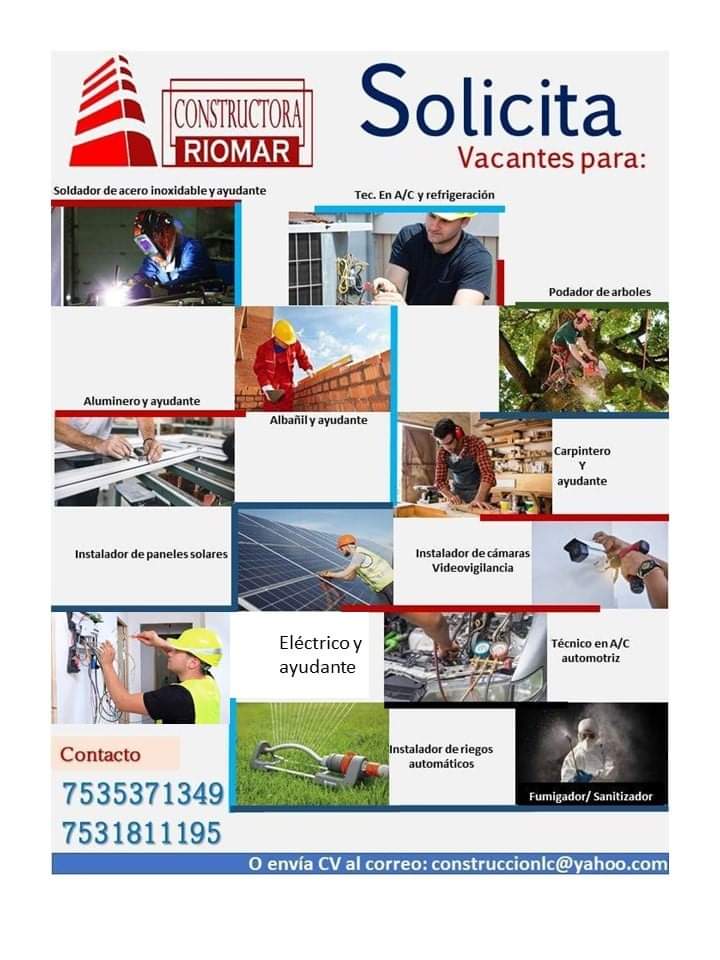 CONSTRUCTORA
RIOMAR
Solicita
Vacantes para:
Soldador de acero inoxidable y ayudante
Tec. En A/C y refrigeración
Podador de arboles
Aluminero y ayudante
Albañil y ayudante
Carpintero
Y
ayudante
Instalador de paneles solares
Instalador de cámaras
Videovigilancia
Eléctrico y
ayudante
Técnico en A/C
automotriz
Instalador de riegos
automáticos
Fumigador/ Sanitizador
Contacto
7535371349
7531811195
O envía CV al correo: construccionlc@yahoo.com